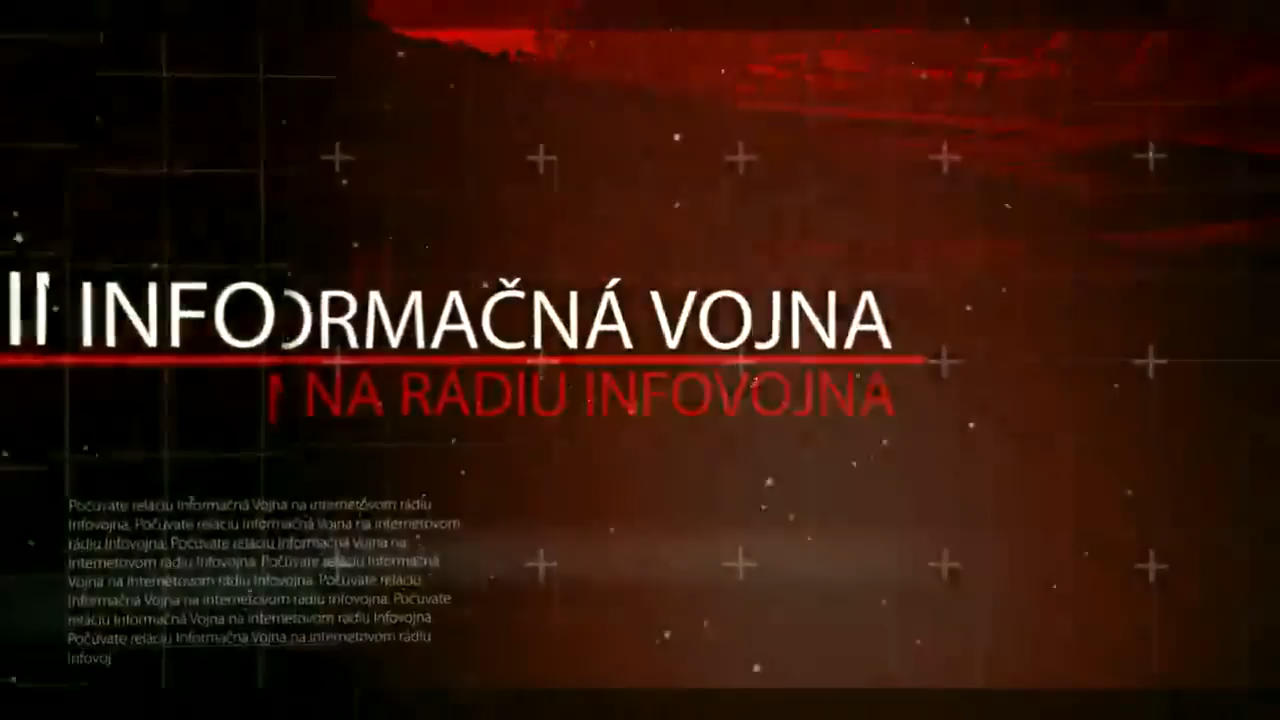 INFORMAČNÁ VOJNA
NA RÁDIU INFOVOJNA
Počúvate reláciu Informačná Vojna na internetovom rádiu
Infovojna. Počúvate reláciu Informačná Vojna na internetovom
rádiu Infovojna. Počúvate reláciu Informačná Vojna na
internetovom rádiu Infovojna. Počúvate reláciu Informačná
Vojna na internetovom rádiu Infovojna. Počúvate reláciu
Informačná Vojna na internetovom rádiu Infovojna. Počúvate
reláciu Informačná Vojna na internetovom rádiu Infovojna.
Počúvate reláciu Informačná Vojna na internetovom rádiu
Infovoj